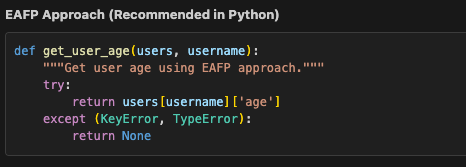 EAFP Approach (Recommended in Python)
def get_user_age(users, username):
    """Get user age using EAFP approach."""
    try:
        return users[username]['age']
    except (KeyError, TypeError):
        return None